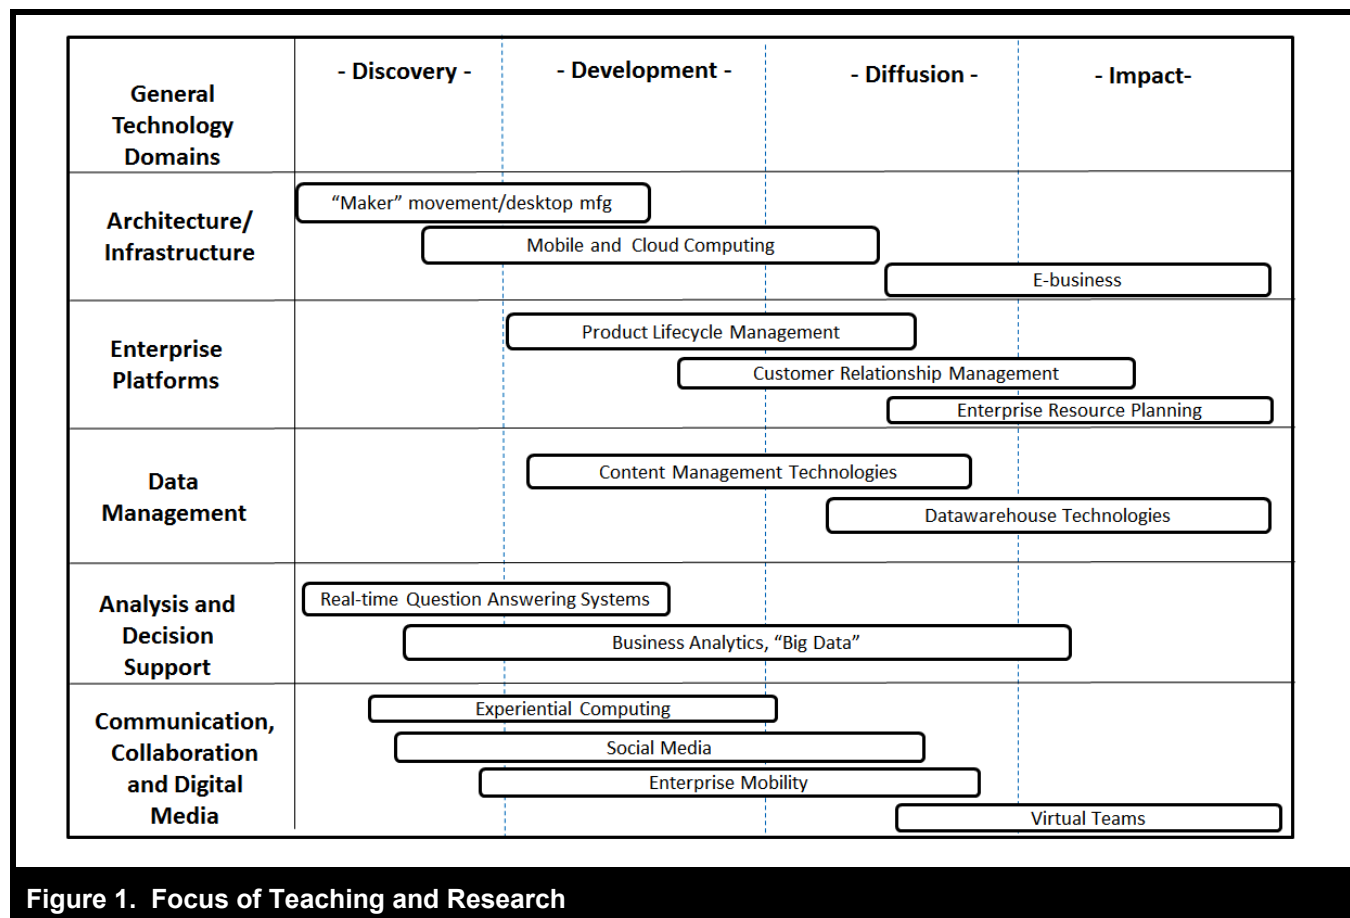 General
Technology
Domains
- Discovery -
- Development -
- Diffusion -
- Impact-
Architecture/
Infrastructure
“Maker” movement/desktop mfg
Mobile and Cloud Computing
E-business
Enterprise
Platforms
Product Lifecycle Management
Customer Relationship Management
Enterprise Resource Planning
Data
Management
Content Management Technologies
Datawarehouse Technologies
Analysis and
Decision
Support
Real-time Question Answering Systems
Business Analytics, “Big Data”
Communication,
Collaboration
and Digital
Media
Experiential Computing
Social Media
Enterprise Mobility
Virtual Teams
Figure 1. Focus of Teaching and Research